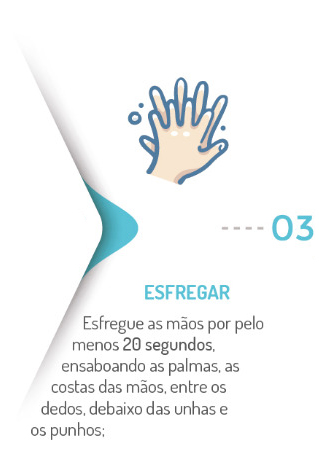 03
ESFREGAR
Esfregue as mãos por pelo
menos 20 segundos,
ensaboando as palmas, as
costas das mãos, entre os
dedos, debaixo das unhas e
os punhos;